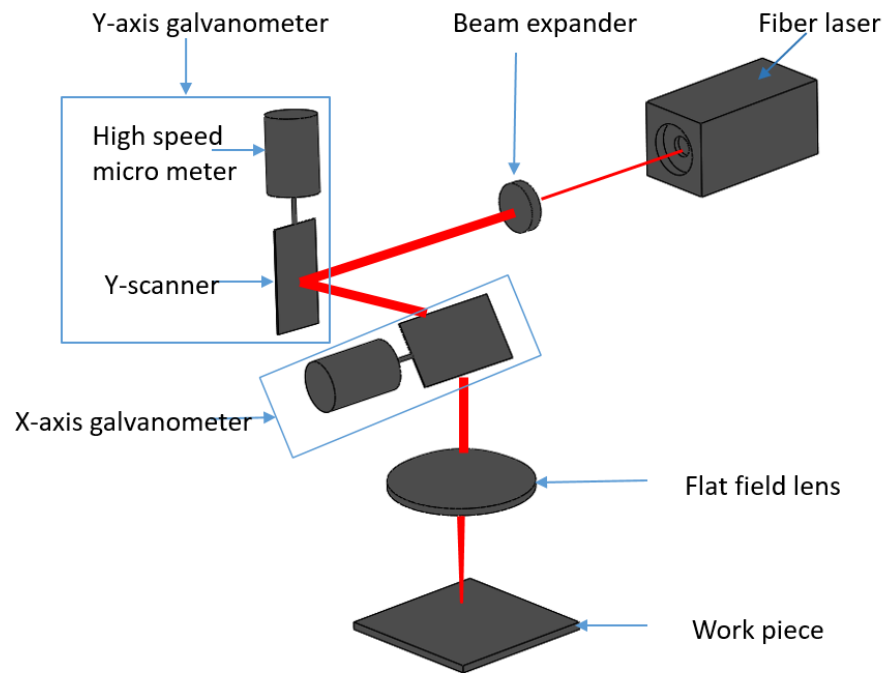 Y-axis galvanometer
Beam expander
Fiber laser
High speed
micro meter
Y-scanner
X-axis galvanometer
Flat field lens
Work piece